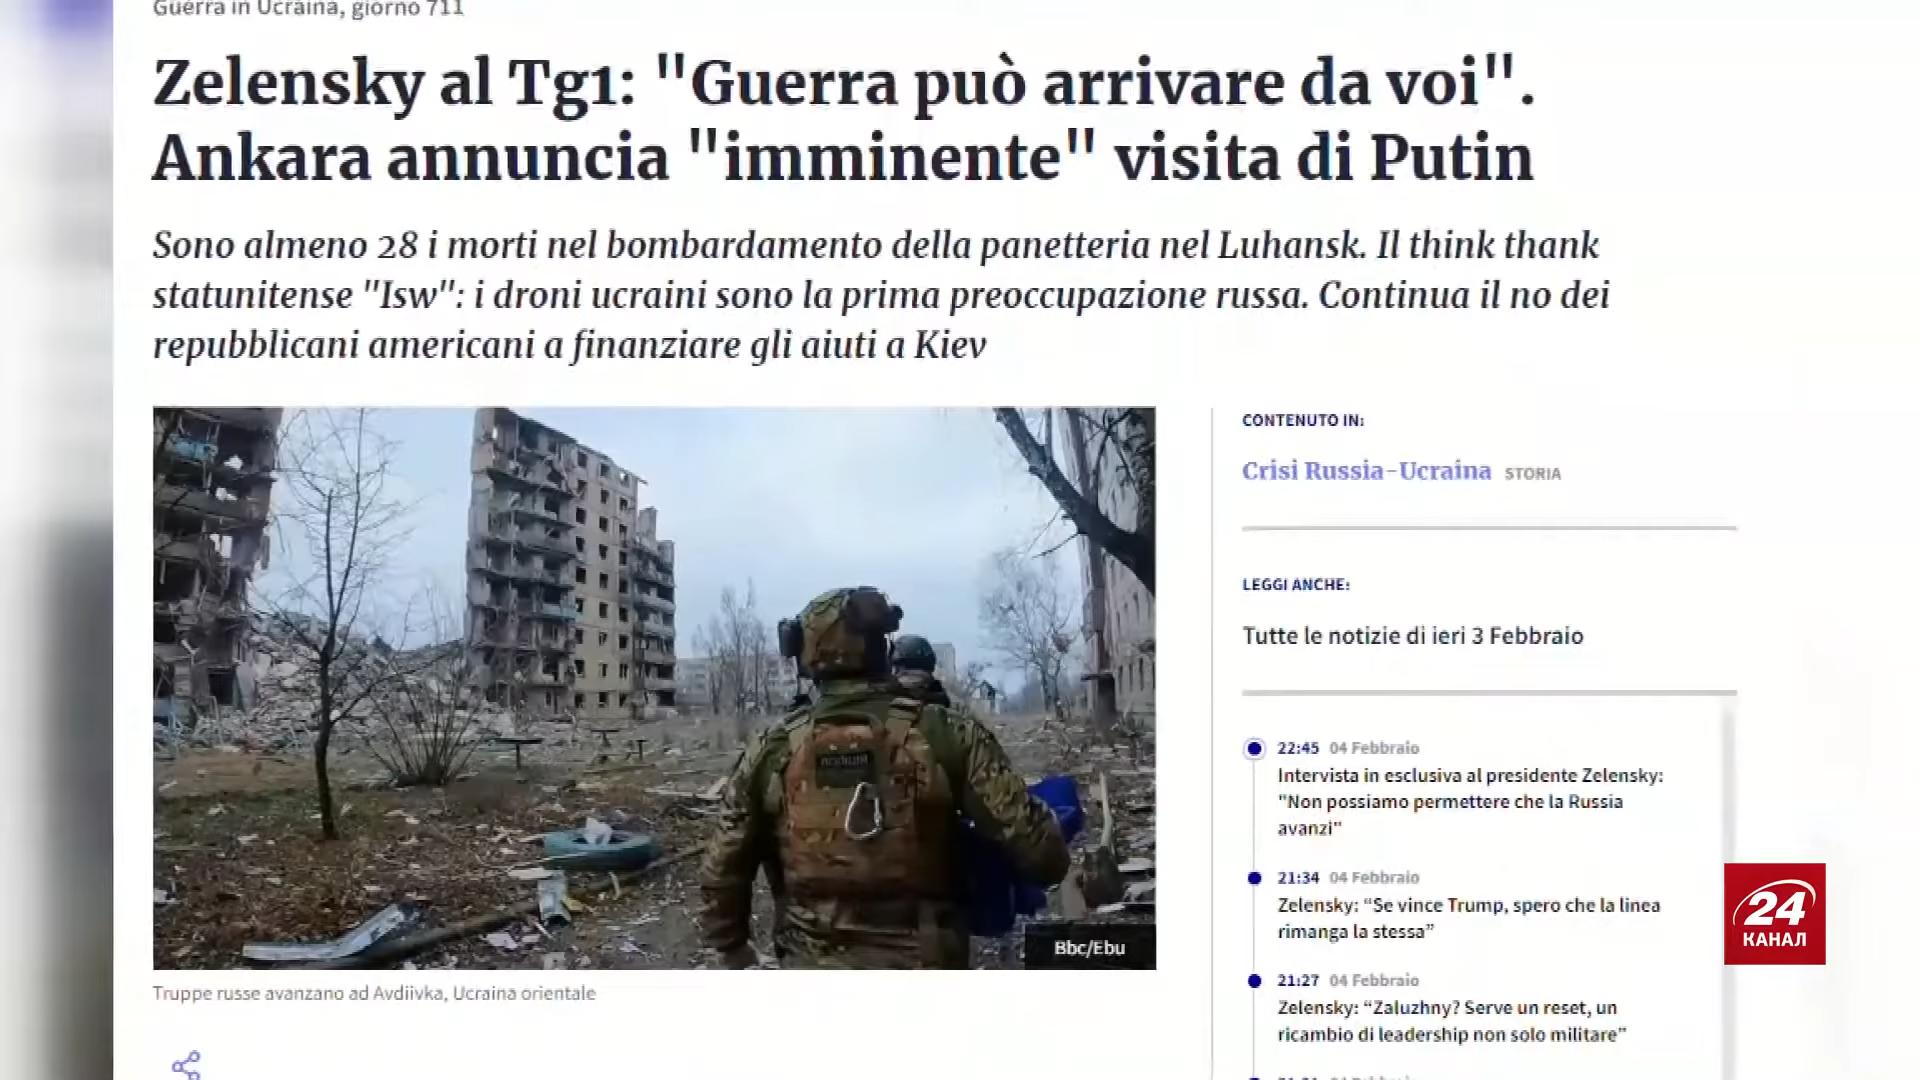 Guerra in Ucraina, giorno 711
Zelensky al Tg1: "Guerra può arrivare da voi".
Ankara annuncia "imminente" visita di Putin
Sono almeno 28 i morti nel bombardamento della panetteria nel Luhansk. Il think thank
statunitense "Isw": i droni ucraini sono la prima preoccupazione russa. Continua il no dei
repubblicani americani a finanziare gli aiuti a Kiev
Bbc/Ebu
Truppe russe avanzano ad Avdiivka, Ucraina orientale
CONTENUTO IN:
Crisi Russia-Ucraina STORIA
LEGGI ANCHE:
Tutte le notizie di ieri 3 Febbraio
22:45 04 Febbraio
Intervista in esclusiva al presidente Zelensky:
"Non possiamo permettere che la Russia
avanzi"
21:34 04 Febbraio
Zelensky: “Se vince Trump, spero che la linea
rimanga la stessa”
21:27 04 Febbraio
Zelensky: “Zaluzhny? Serve un reset, un
ricambio di leadership non solo militare”
24
КАНАЛ